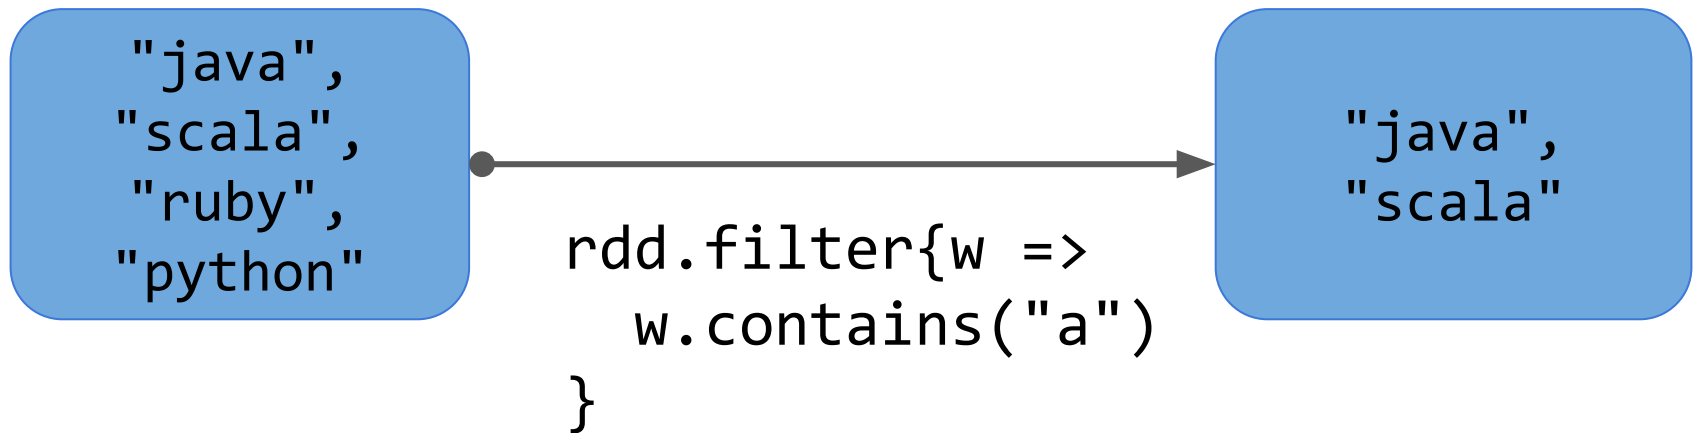 "java",
"scala",
"ruby",
"python"
rdd.filter{w =>
  w.contains("a")
}
"java",
"scala"